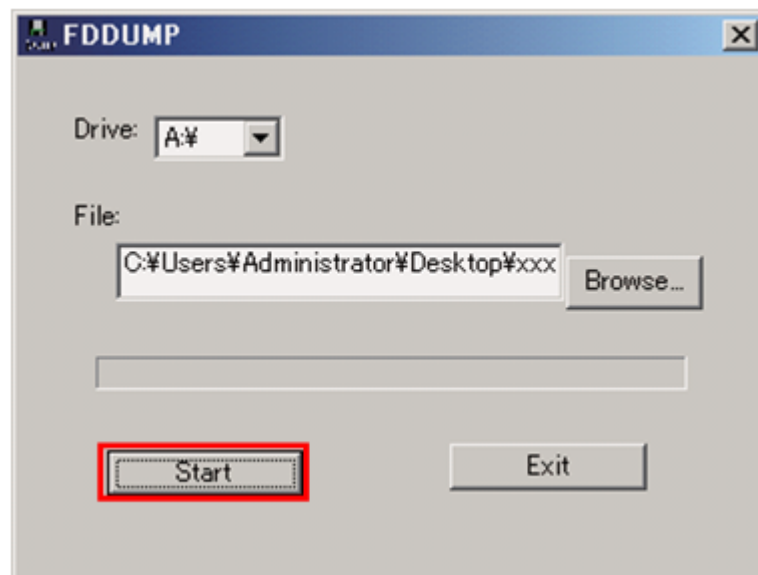 FDDUMP
Drive:
A:¥
File:
C:¥Users¥Administrator¥Desktop¥xxx
Browse...
Start
Exit